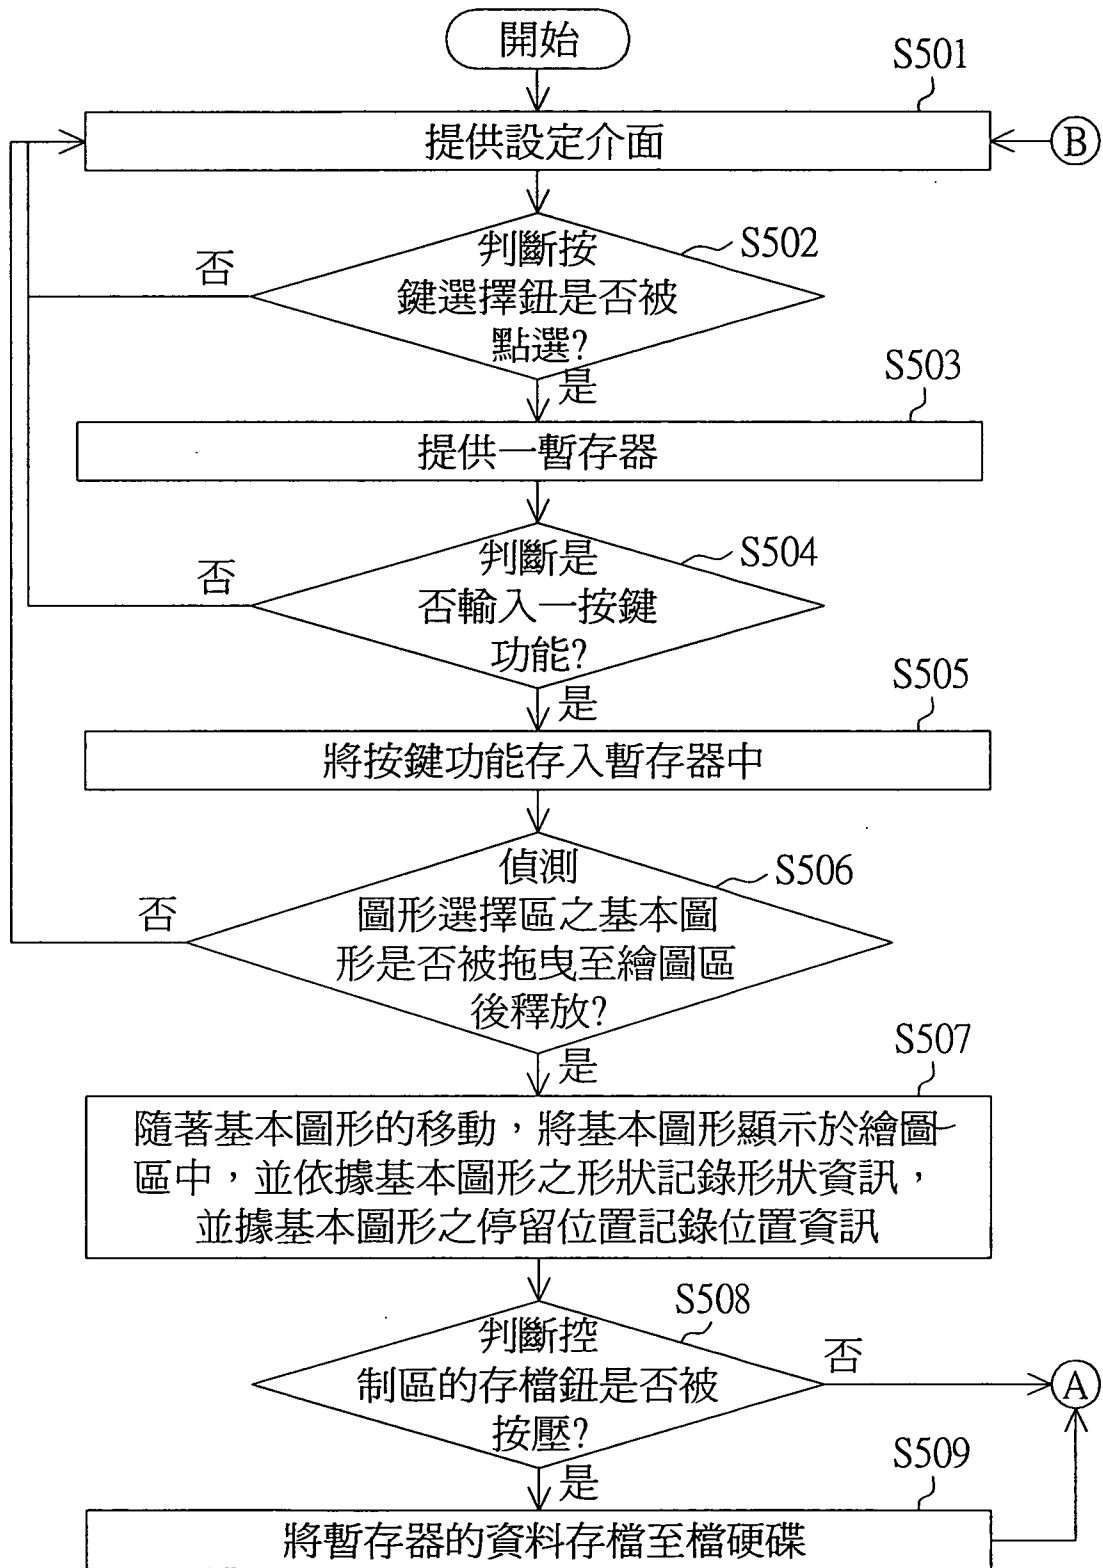 開始
S501
提供設定介面
B
S502
判斷按
鍵選擇鈕是否被
點選?
否
是
S503
提供一暫存器
S504
判斷是
否輸入一按鍵
功能?
否
是
S505
將按鍵功能存入暫存器中
S506
偵測
圖形選擇區之基本圖
形是否被拖曳至繪圖區
後釋放?
否
是
S507
隨著基本圖形的移動，將基本圖形顯示於繪圖
區中，並依據基本圖形之形狀記錄形狀資訊，
並據基本圖形之停留位置記錄位置資訊
S508
判斷控
制區的存檔鈕是否被
按壓?
否
A
是
S509
將暫存器的資料存檔至檔硬碟